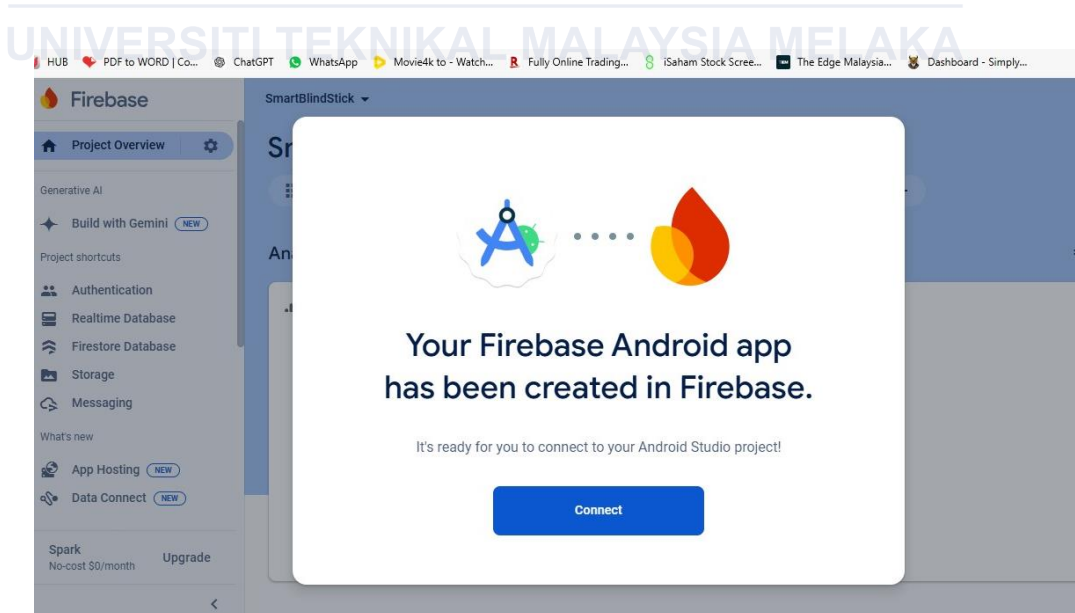 UNIVERSITI TEKNIKAL MALAYSIA MELAKA
HUB PDF to WORD | Co... ChatGPT WhatsApp Movie4k to - Watch... Fully Online Trading... iSaham Stock Scree... The Edge Malaysia... Dashboard - Simply...
Firebase
SmartBlindStick
Project Overview
Generative AI
Build with Gemini NEW
Project shortcuts
Authentication
Realtime Database
Firestore Database
Storage
Messaging
What's new
App Hosting NEW
Data Connect NEW
Spark
No-cost $0/month
Upgrade
Your Firebase Android app
has been created in Firebase.
It's ready for you to connect to your Android Studio project!
Connect